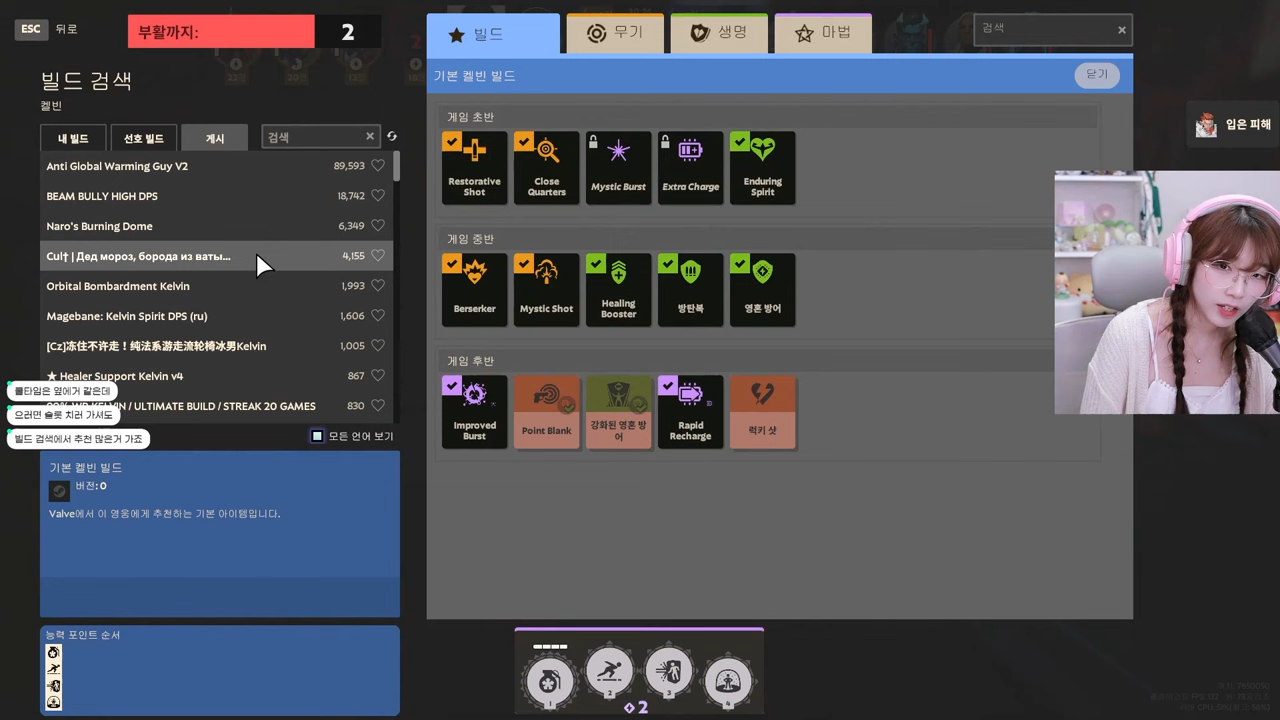 ESC 뒤로
부활까지: 2
빌드 검색
켈빈
내 빌드 선호 빌드 게시 검색
Anti Global Warming Guy V2 89,593
BEAM BULLY HIGH DPS 18,742
Naro's Burning Dome 6,349
Cul† | Дед мороз, борода из ваты... 4,155
Orbital Bombardment Kelvin 1,993
Magebane: Kelvin Spirit DPS (ru) 1,606
[Cz]冻住不许走！纯法系游走流轮椅冰男Kelvin 1,005
★ Healer Support Kelvin v4 867
KELVIN / ULTIMATE BUILD / STREAK 20 GAMES 830
쿨타임은 옆에거 같은데
으러면 슬롯 치러 가셔도
빌드 검색에서 추천 많은거 가죠
모든 언어 보기
기본 켈빈 빌드
버전: 0
Valve에서 이 영웅에게 추천하는 기본 아이템입니다.
능력 포인트 순서
빌드 무기 생명 마법 검색
기본 켈빈 빌드 닫기
게임 초반
Restorative Shot
Close Quarters
Mystic Burst
Extra Charge
Enduring Spirit
게임 중반
Berserker
Mystic Shot
Healing Booster
방탄복
영혼 방어
게임 후반
Improved Burst
Point Blank
강화된 영혼 방어
Rapid Recharge
럭키 샷
입은 피해
1 2 3 4
2